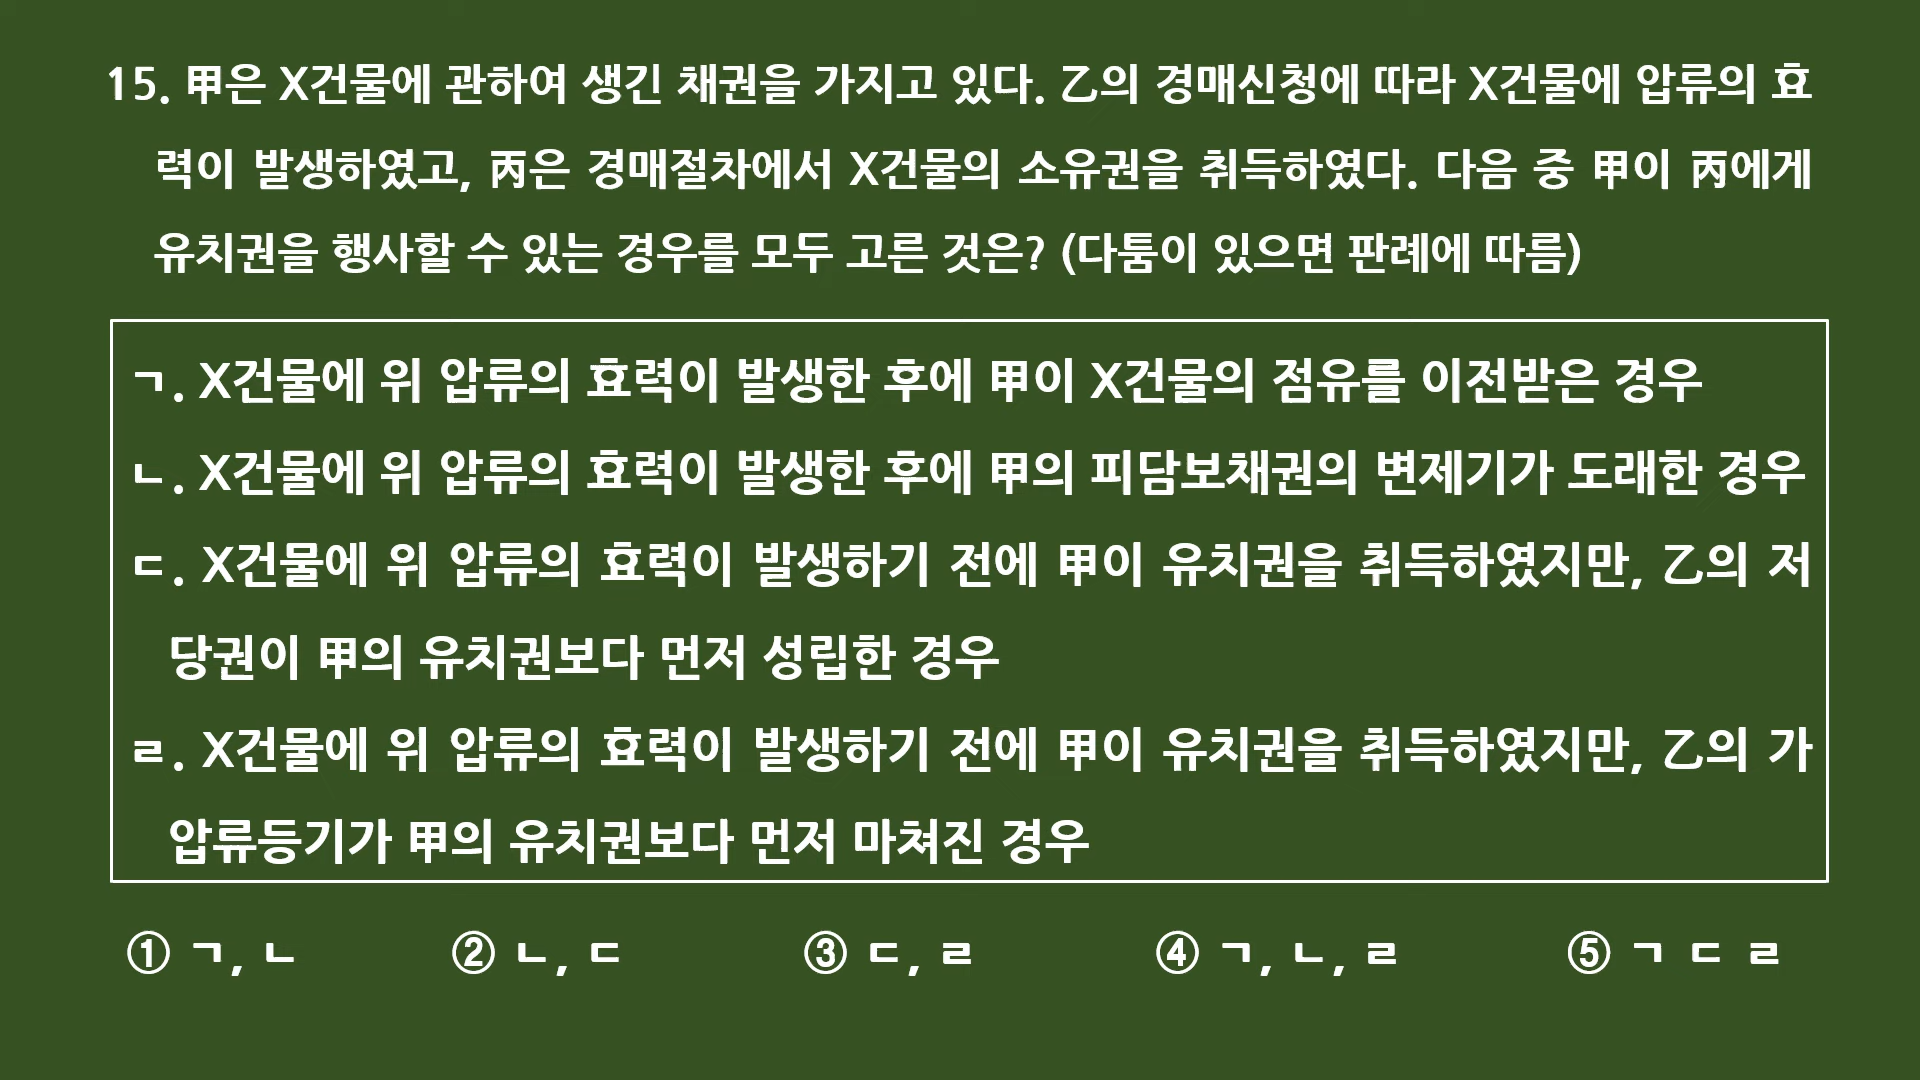 15. 甲은 X건물에 관하여 생긴 채권을 가지고 있다. 乙의 경매신청에 따라 X건물에 압류의 효
력이 발생하였고, 丙은 경매절차에서 X건물의 소유권을 취득하였다. 다음 중 甲이 丙에게
유치권을 행사할 수 있는 경우를 모두 고른 것은? (다툼이 있으면 판례에 따름)
ㄱ. X건물에 위 압류의 효력이 발생한 후에 甲이 X건물의 점유를 이전받은 경우
ㄴ. X건물에 위 압류의 효력이 발생한 후에 甲의 피담보채권의 변제기가 도래한 경우
ㄷ. X건물에 위 압류의 효력이 발생하기 전에 甲이 유치권을 취득하였지만, 乙의 저
당권이 甲의 유치권보다 먼저 성립한 경우
ㄹ. X건물에 위 압류의 효력이 발생하기 전에 甲이 유치권을 취득하였지만, 乙의 가
압류등기가 甲의 유치권보다 먼저 마쳐진 경우
① ㄱ, ㄴ ② ㄴ, ㄷ ③ ㄷ, ㄹ ④ ㄱ, ㄴ, ㄹ ⑤ ㄱ ㄷ ㄹ